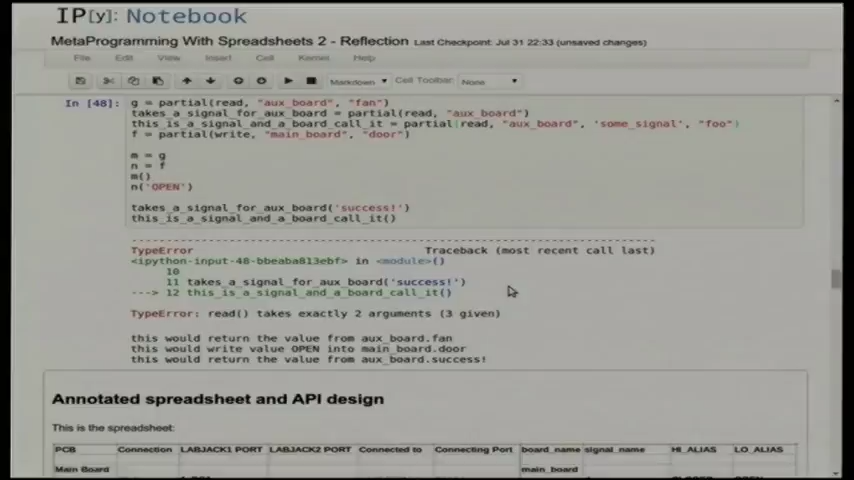 IP[y]: Notebook
MetaProgramming With Spreadsheets 2 - Reflection Last Checkpoint: Jul 31 22:33 (unsaved changes)
File Edit View Insert Cell Kernel Help
Markdown Cell Toolbar: None
In [48]: g = partial(read, "aux_board", "fan")
takes_a_signal_for_aux_board = partial(read, "aux_board")
this_is_a_signal_and_a_board_call_it = partial(read, "aux_board", 'some_signal', "foo")
f = partial(write, "main_board", "door")
m = g
n = f
m()
n('OPEN')
takes_a_signal_for_aux_board('success!')
this_is_a_signal_and_a_board_call_it()
TypeError Traceback (most recent call last)
<ipython-input-48-bbeaba813ebf> in <module>()
10
11 takes_a_signal_for_aux_board('success!')
---> 12 this_is_a_signal_and_a_board_call_it()
TypeError: read() takes exactly 2 arguments (3 given)
this would return the value from aux_board.fan
this would write value OPEN into main_board.door
this would return the value from aux_board.success!
Annotated spreadsheet and API design
This is the spreadsheet:
PCB Connection LABJACK1 PORT LABJACK2 PORT Connected to Connecting Port board_name signal_name HI_ALIAS LO_ALIAS
Main Board main_board